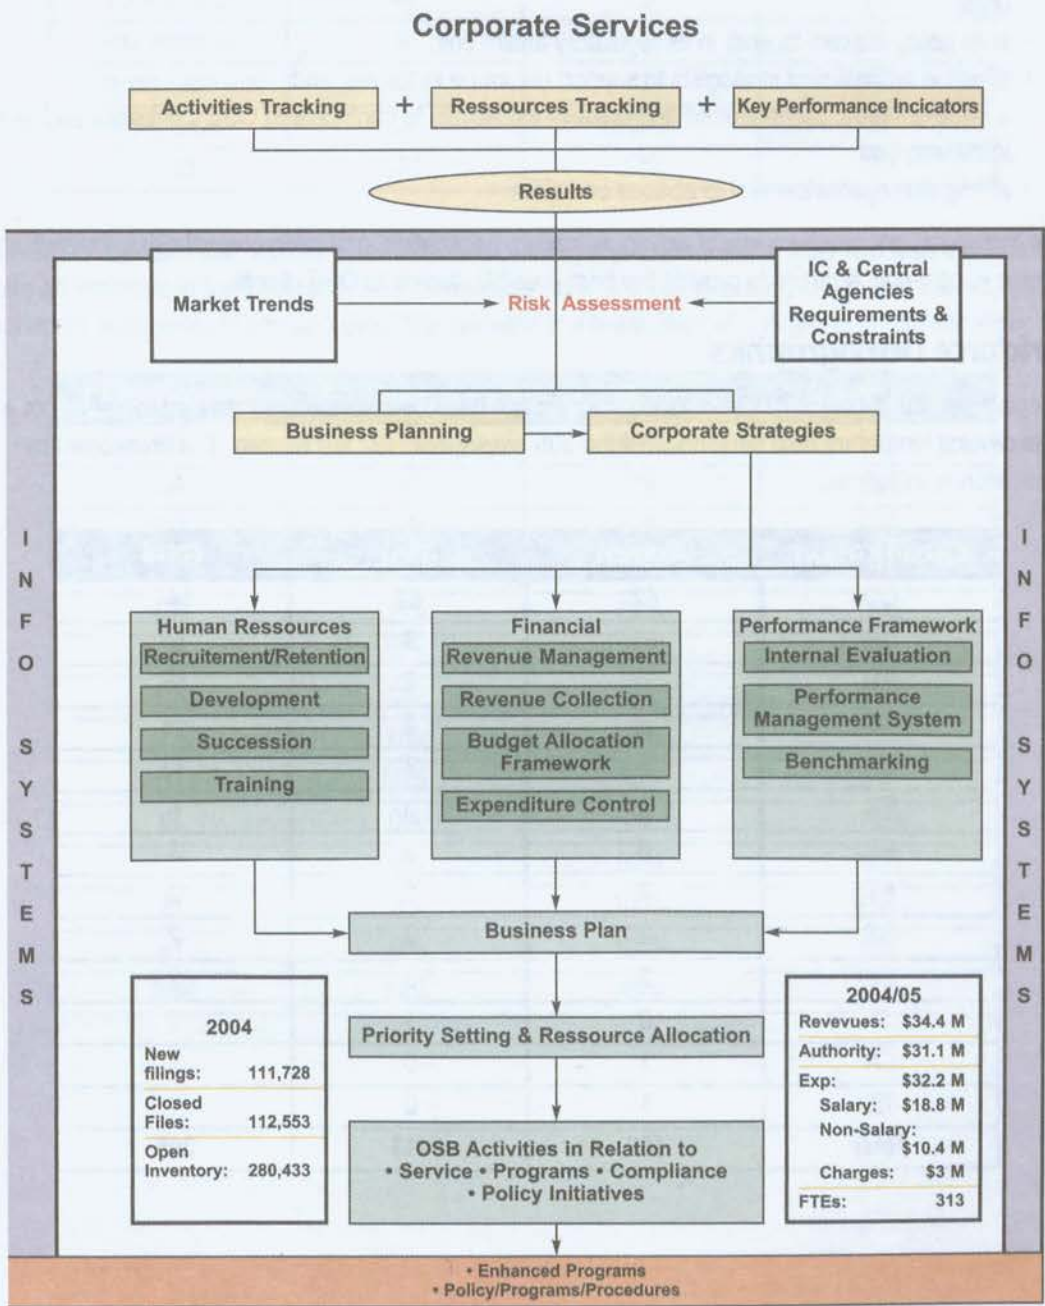 Corporate Services
Activities Tracking + Ressources Tracking + Key Performance Incicators
Results
Market Trends
Risk Assessment
IC & Central
Agencies
Requirements &
Constraints
Business Planning
Corporate Strategies
INFO SYSTEMS
INFO SYSTEMS
Human Ressources
Recruitement/Retention
Development
Succession
Training
Financial
Revenue Management
Revenue Collection
Budget Allocation
Framework
Expenditure Control
Performance Framework
Internal Evaluation
Performance
Management System
Benchmarking
Business Plan
Priority Setting & Ressource Allocation
OSB Activities in Relation to
• Service • Programs • Compliance
• Policy Initiatives
2004
New
filings: 111,728
Closed
Files: 112,553
Open
Inventory: 280,433
2004/05
Revevues: $34.4 M
Authority: $31.1 M
Exp: $32.2 M
Salary: $18.8 M
Non-Salary:
$10.4 M
Charges: $3 M
FTEs: 313
• Enhanced Programs
• Policy/Programs/Procedures